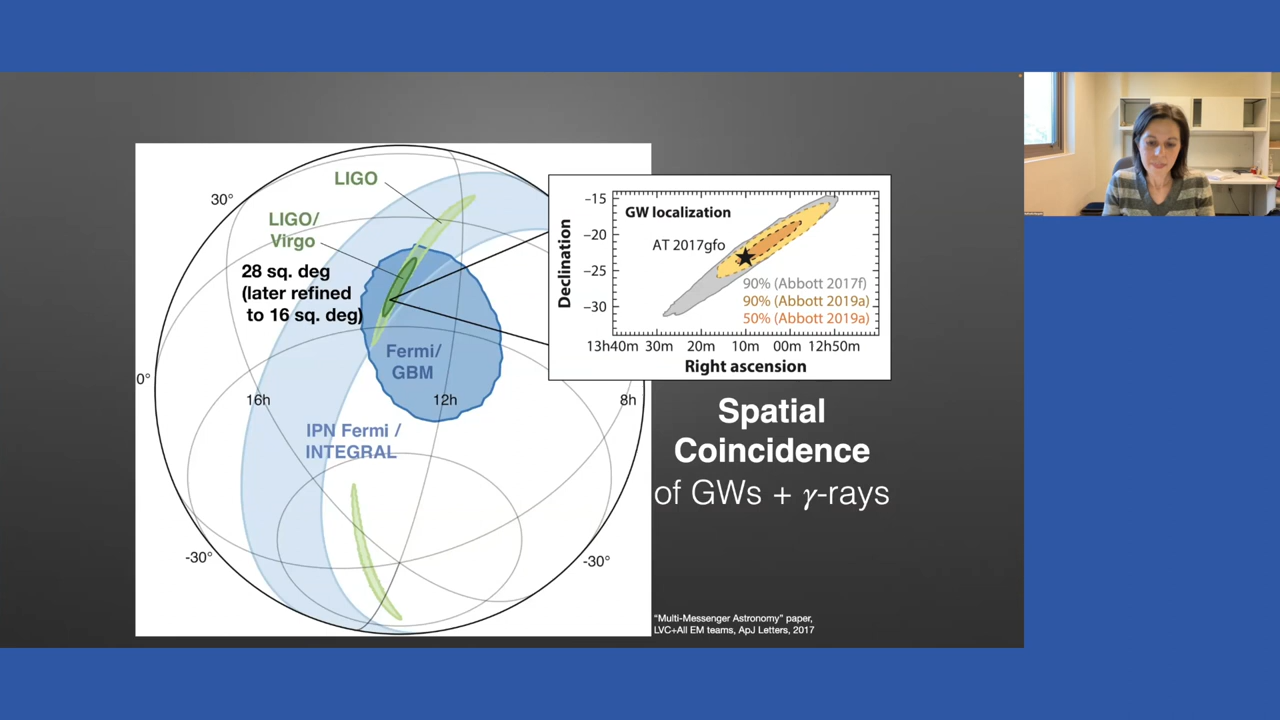 30°
LIGO
LIGO/
Virgo
28 sq. deg
(later refined
to 16 sq. deg)
Fermi/
GBM
0°
16h
12h
8h
IPN Fermi /
INTEGRAL
-30°
-30°
GW localization
AT 2017gfo
90% (Abbott 2017f)
90% (Abbott 2019a)
50% (Abbott 2019a)
Declination
−15
−20
−25
−30
13h40m 30m 20m 10m 00m 12h50m
Right ascension
Spatial
Coincidence
of GWs + γ-rays
"Multi-Messenger Astronomy" paper,
LVC+All EM teams, ApJ Letters, 2017